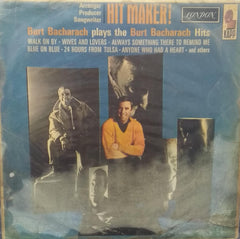 Arranger
Producer
Songwriter
HIT MAKER!
LONDON
Burt Bacharach plays the Burt Bacharach Hits
WALK ON BY - WIVES AND LOVERS - ALWAYS SOMETHING THERE TO REMIND ME
BLUE ON BLUE - 24 HOURS FROM TULSA - ANYONE WHO HAD A HEART - and others